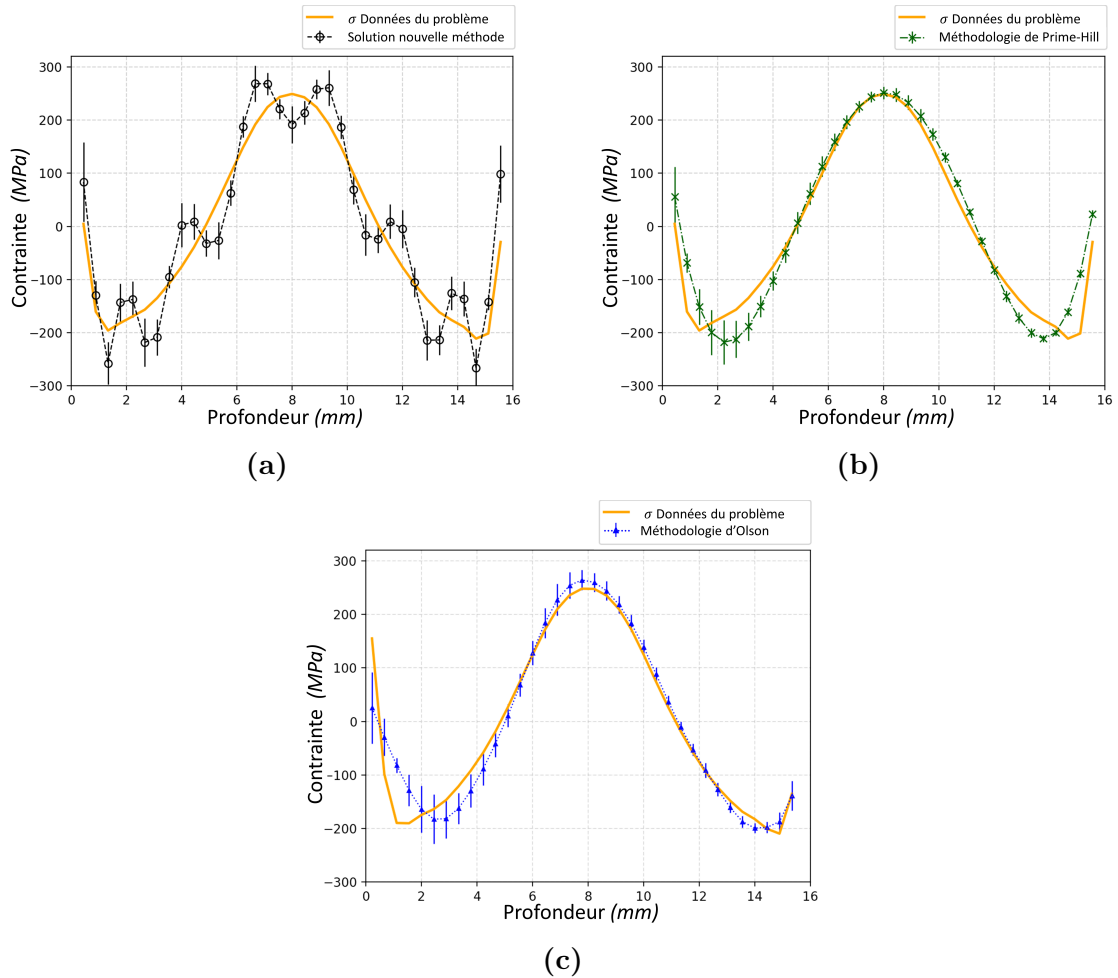 σ Données du problème
Solution nouvelle méthode
300
200
100
0
−100
−200
−300
Contrainte (MPa)
0 2 4 6 8 10 12 14 16
Profondeur (mm)
(a)
σ Données du problème
Méthodologie de Prime-Hill
300
200
100
0
−100
−200
−300
Contrainte (MPa)
0 2 4 6 8 10 12 14 16
Profondeur (mm)
(b)
σ Données du problème
Méthodologie d'Olson
300
200
100
0
−100
−200
−300
Contrainte (MPa)
0 2 4 6 8 10 12 14 16
Profondeur (mm)
(c)